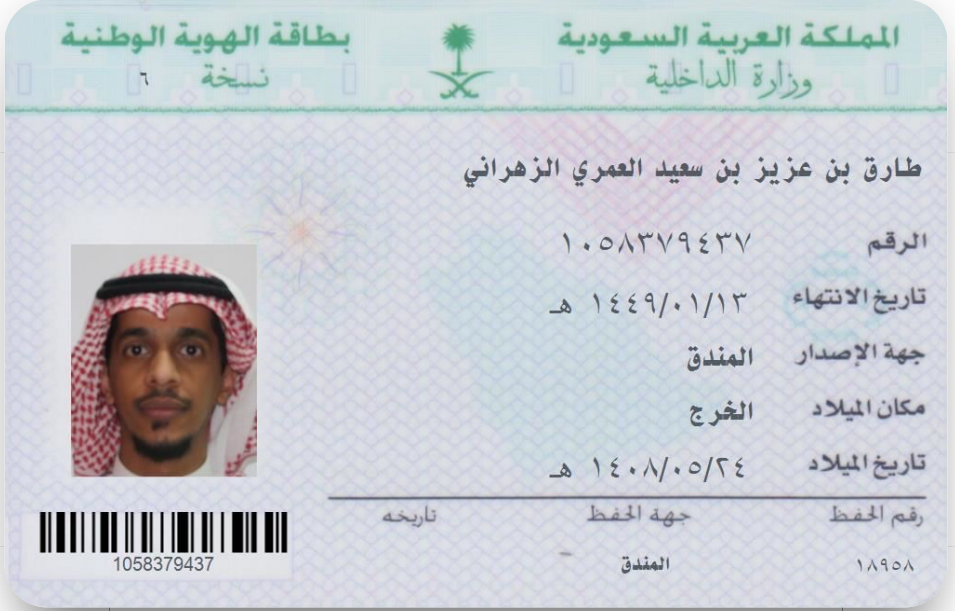 المملكة العربية السعودية
وزارة الداخلية
بطاقة الهوية الوطنية
نسخة ٦
طارق بن عزيز بن سعيد العمري الزهراني
الرقم ١٠٥٨٣٧٩٤٣٧
تاريخ الانتهاء ١٤٤٩/٠١/١٣ هـ
جهة الإصدار المندق
مكان الميلاد الخرج
تاريخ الميلاد ١٤٠٨/٠٥/٢٤ هـ
رقم الحفظ جهة الحفظ تاريخه
١٨٩٥٨ المندق
1058379437